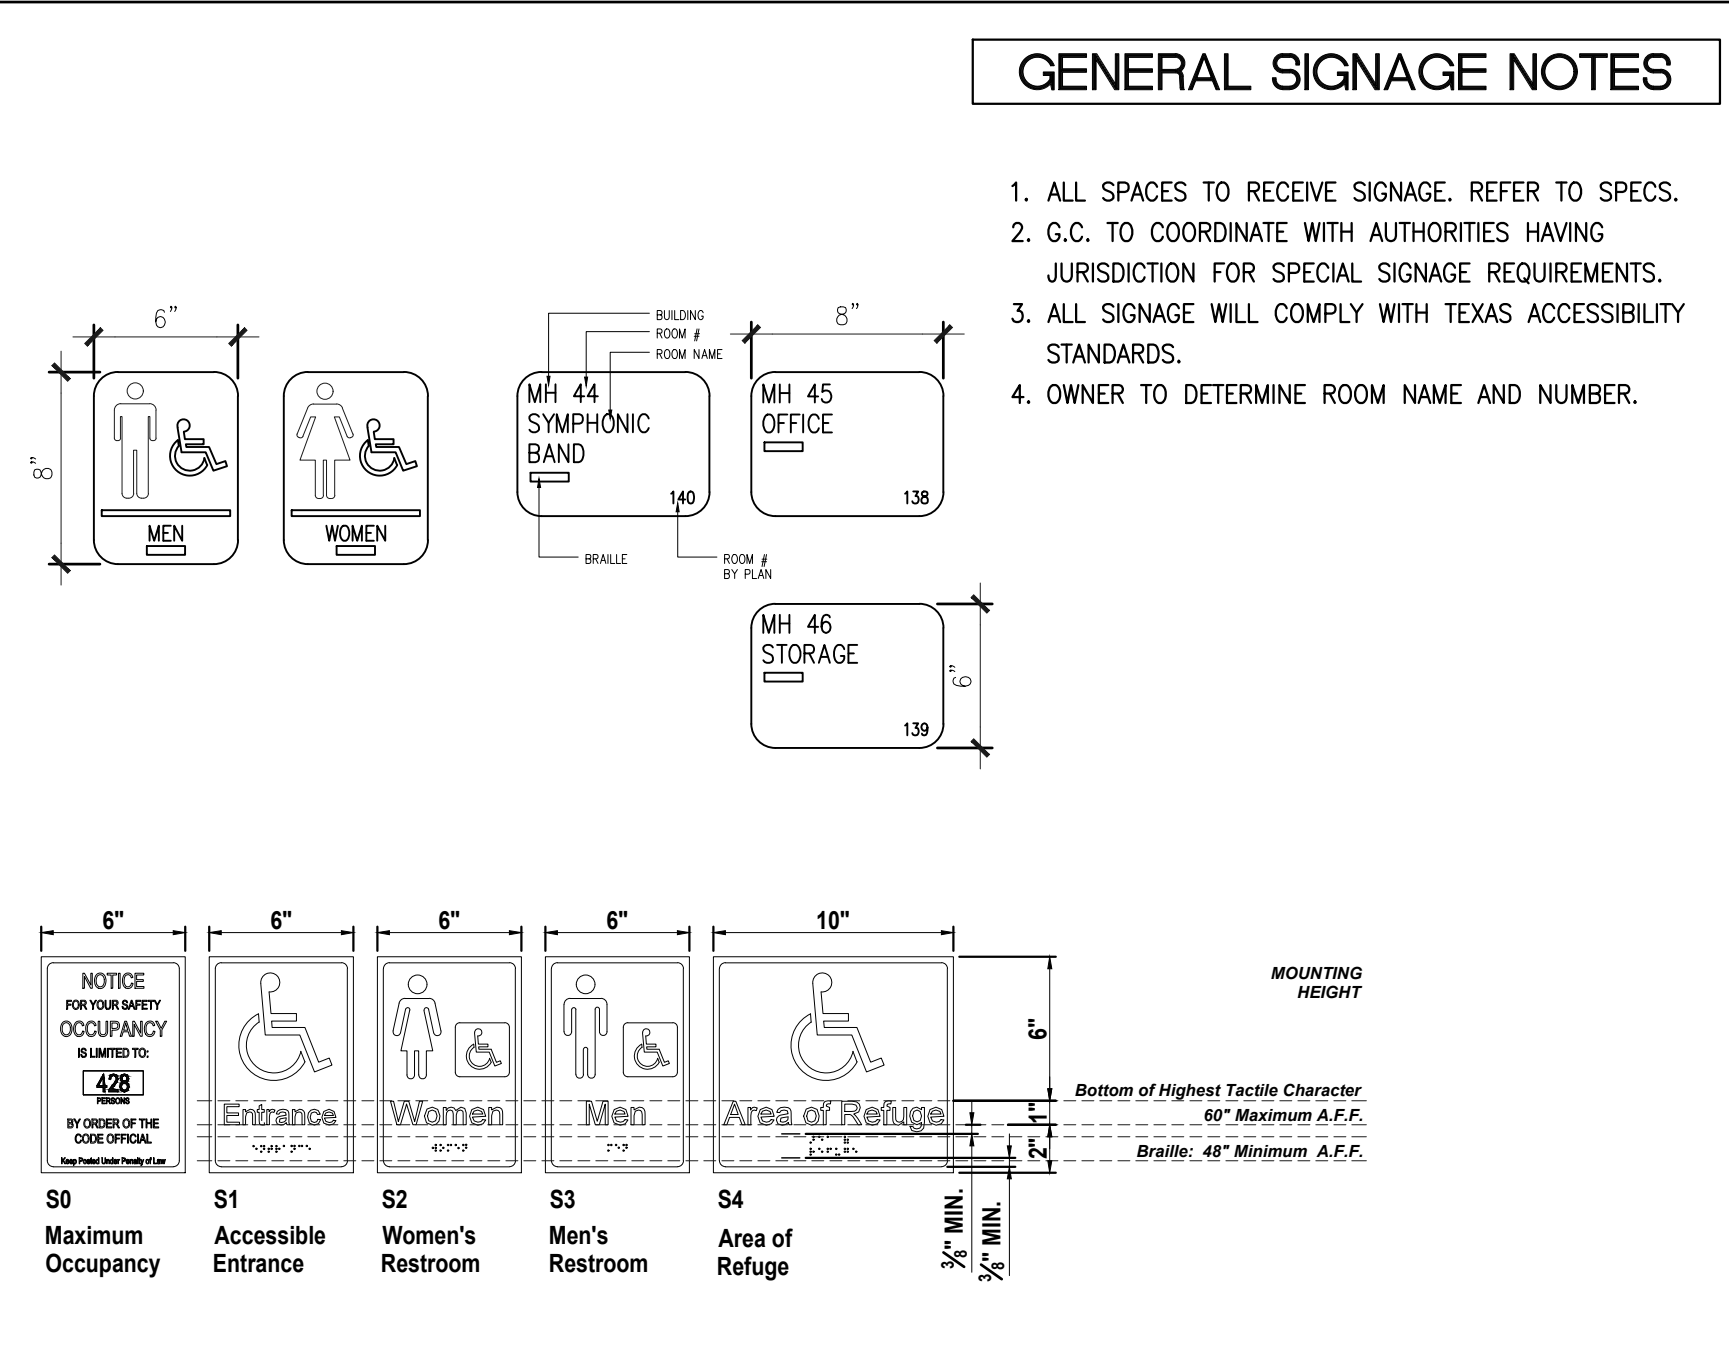 GENERAL SIGNAGE NOTES
1. ALL SPACES TO RECEIVE SIGNAGE. REFER TO SPECS.
2. G.C. TO COORDINATE WITH AUTHORITIES HAVING
JURISDICTION FOR SPECIAL SIGNAGE REQUIREMENTS.
3. ALL SIGNAGE WILL COMPLY WITH TEXAS ACCESSIBILITY
STANDARDS.
4. OWNER TO DETERMINE ROOM NAME AND NUMBER.
6"
8"
MEN
WOMEN
BUILDING
ROOM #
ROOM NAME
MH 44
SYMPHONIC
BAND
140
BRAILLE
ROOM #
BY PLAN
8"
MH 45
OFFICE
138
MH 46
STORAGE
139
6"
6"
6"
6"
6"
10"
NOTICE
FOR YOUR SAFETY
OCCUPANCY
IS LIMITED TO:
428
PERSONS
BY ORDER OF THE
CODE OFFICIAL
Keep Posted Under Penalty of Law
Entrance
Women
Men
Area of Refuge
6"
1"
2"
3/8" MIN.
3/8" MIN.
MOUNTING
HEIGHT
Bottom of Highest Tactile Character
60" Maximum A.F.F.
Braille: 48" Minimum A.F.F.
S0
Maximum
Occupancy
S1
Accessible
Entrance
S2
Women's
Restroom
S3
Men's
Restroom
S4
Area of
Refuge